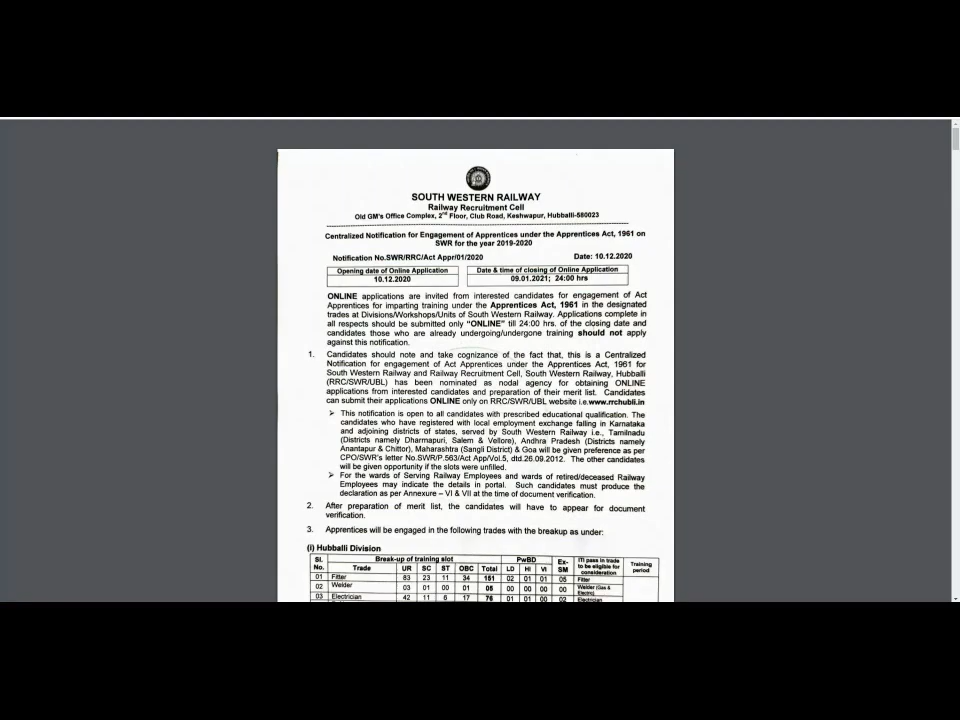 SOUTH WESTERN RAILWAY
Railway Recruitment Cell
Old GM's Office Complex, 2nd Floor, Club Road, Keshwapur, Hubballi-580023
Centralized Notification for Engagement of Apprentices under the Apprentices Act, 1961 on
SWR for the year 2019-2020
Notification No.SWR/RRC/Act Appr/01/2020 Date: 10.12.2020
Opening date of Online Application Date & time of closing of Online Application
10.12.2020 09.01.2021; 24:00 hrs
ONLINE applications are invited from interested candidates for engagement of Act
Apprentices for imparting training under the Apprentices Act, 1961 in the designated
trades at Divisions/Workshops/Units of South Western Railway. Applications complete in
all respects should be submitted only "ONLINE" till 24:00 hrs. of the closing date and
candidates those who are already undergoing/undergone training should not apply
against this notification.
1. Candidates should note and take cognizance of the fact that, this is a Centralized
Notification for engagement of Act Apprentices under the Apprentices Act, 1961 for
South Western Railway and Railway Recruitment Cell, South Western Railway, Hubballi
(RRC/SWR/UBL) has been nominated as nodal agency for obtaining ONLINE
applications from interested candidates and preparation of their merit list. Candidates
can submit their applications ONLINE only on RRC/SWR/UBL website i.e.www.rrchubli.in
➢ This notification is open to all candidates with prescribed educational qualification. The
candidates who have registered with local employment exchange falling in Karnataka
and adjoining districts of states, served by South Western Railway i.e., Tamilnadu
(Districts namely Dharmapuri, Salem & Vellore), Andhra Pradesh (Districts namely
Anantapur & Chittor), Maharashtra (Sangli District) & Goa will be given preference as per
CPO/SWR's letter No.SWR/P.563/Act App/Vol.5, dtd.26.09.2012. The other candidates
will be given opportunity if the slots were unfilled.
➢ For the wards of Serving Railway Employees and wards of retired/deceased Railway
Employees may indicate the details in portal. Such candidates must produce the
declaration as per Annexure – VI & VII at the time of document verification.
2. After preparation of merit list, the candidates will have to appear for document
verification.
3. Apprentices will be engaged in the following trades with the breakup as under:
(i) Hubballi Division
Sl. No. Break-up of training slot PwBD Ex-SM ITI pass in trade to be eligible for consideration Training period
Trade UR SC ST OBC Total LD HI VI
01 Fitter 83 23 11 34 151 02 01 01 05 Fitter
02 Welder 03 01 00 01 05 00 00 00 00 Welder (Gas & Electric)
03 Electrician 42 11 6 17 76 01 01 00 02 Electrician